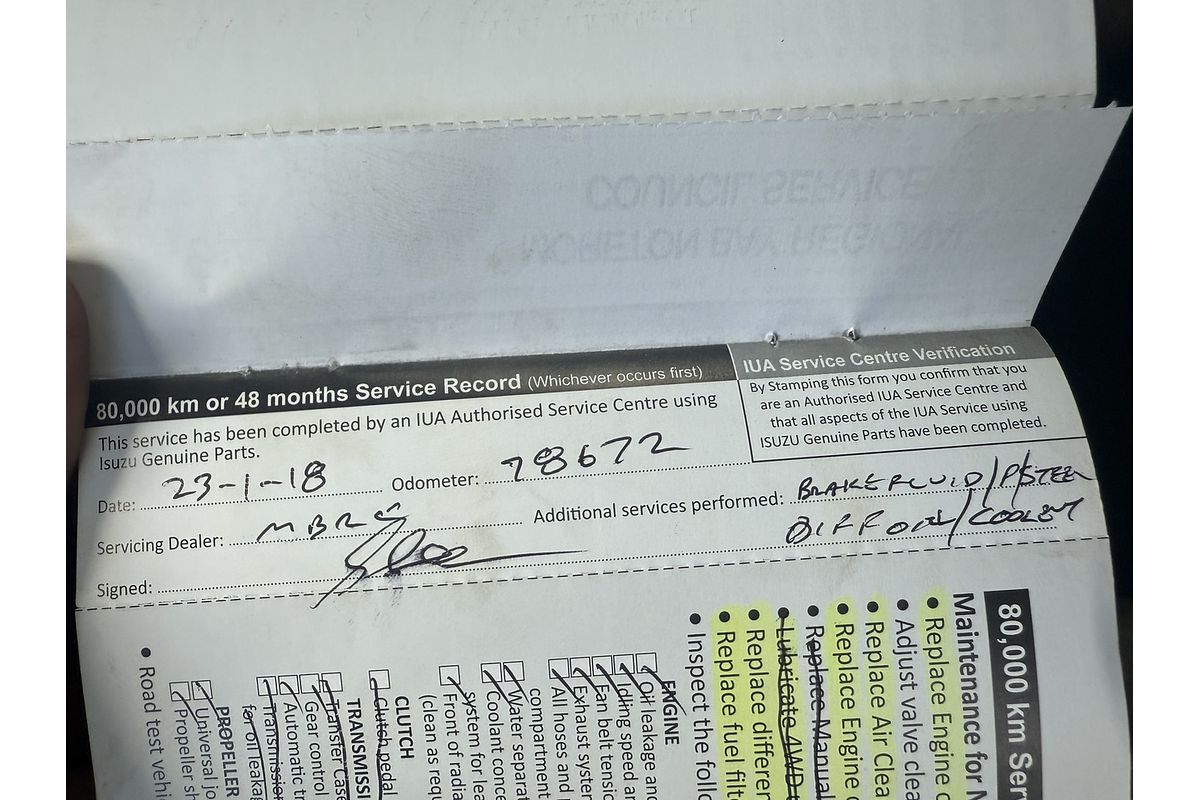 COUNCIL SERVICE
MORETON BAY REGIONAL
80,000 km or 48 months Service Record (Whichever occurs first)
This service has been completed by an IUA Authorised Service Centre using
Isuzu Genuine Parts.
Date: 23-1-18 Odometer: 78672
Servicing Dealer: MBRC
Additional services performed: BRAKE FLUID/P/STEER
DIFF OIL/COOLENT
Signed:
IUA Service Centre Verification
By Stamping this form you confirm that you
are an Authorised IUA Service Centre and
that all aspects of the IUA Service using
ISUZU Genuine Parts have been completed.
80,000 km Ser
Maintenance for
• Replace Engine
• Adjust valve clea
• Replace Air Clea
• Replace Engine
• Replace Manual
• Lubricate AWD
• Replace differen
• Replace fuel filt
• Inspect the foll
ENGINE
Oil leakage and
Idling speed a
Fan belt tensi
Exhaust syste
All hoses and
compartment
Water separat
Coolant conc
system for lea
Front of radia
(clean as requ
CLUTCH
Clutch pedal
TRANSMISSI
Transfer Case
Gear control
Automatic tr
Transmission
for oil leakag
PROPELLER
Universal jo
Propeller sh
• Road test vehi